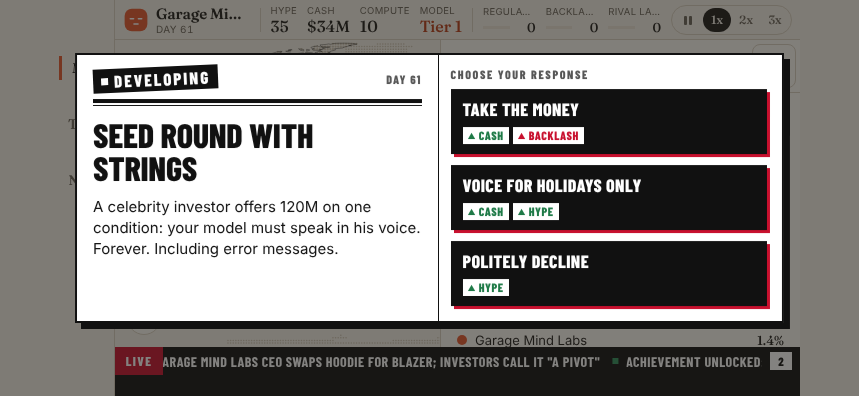 Garage Mi...
DAY 61
HYPE
35
CASH
$34M
COMPUTE
10
MODEL
Tier 1
REGULA...
0
BACKLA...
0
RIVAL LA...
0
1x
2x
3x
DEVELOPING
DAY 61
SEED ROUND WITH
STRINGS
A celebrity investor offers 120M on one
condition: your model must speak in his voice.
Forever. Including error messages.
CHOOSE YOUR RESPONSE
TAKE THE MONEY
CASH
BACKLASH
VOICE FOR HOLIDAYS ONLY
CASH
HYPE
POLITELY DECLINE
HYPE
Garage Mind Labs
1.4%
LIVE
ARAGE MIND LABS CEO SWAPS HOODIE FOR BLAZER; INVESTORS CALL IT "A PIVOT"
ACHIEVEMENT UNLOCKED
2